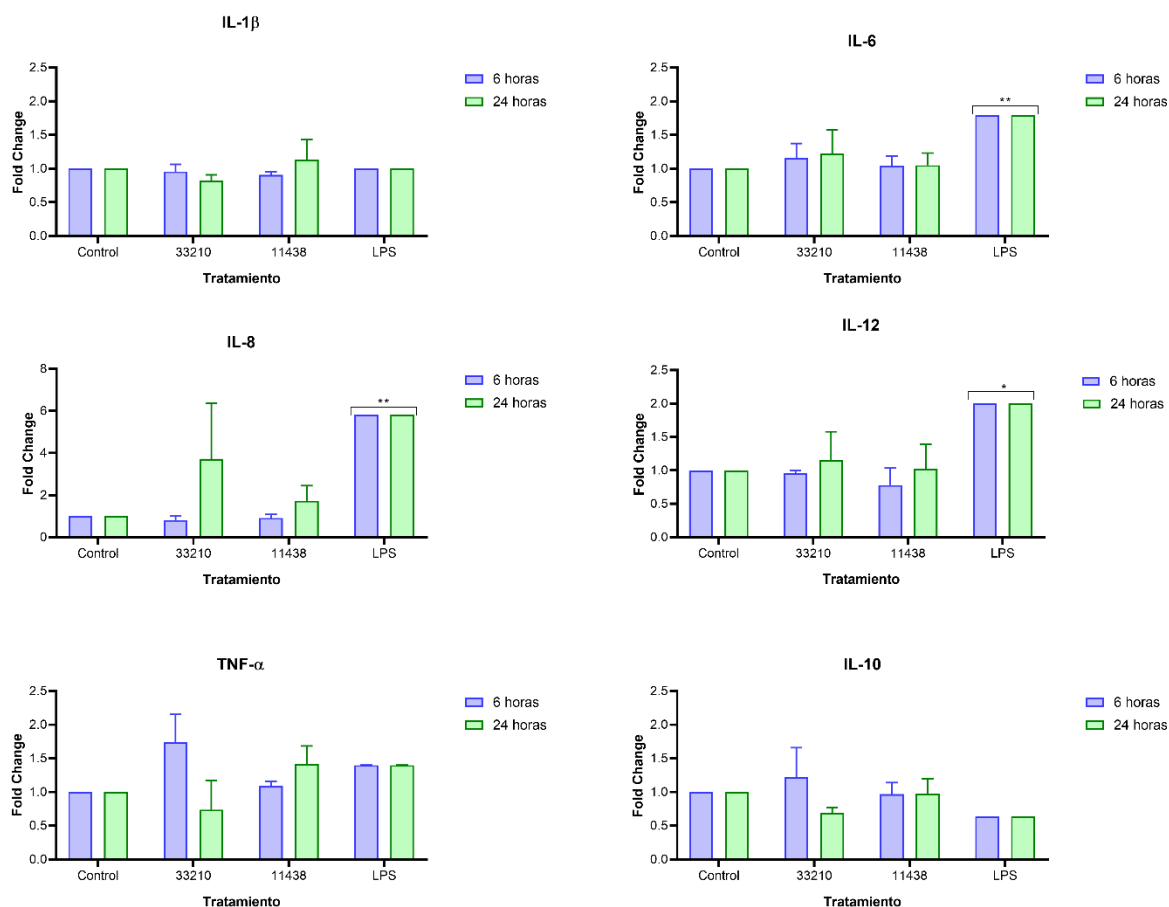 IL-1β
2.5
2.0
1.5
1.0
0.5
0.0
Fold Change
Control 33210 11438 LPS
Tratamiento
6 horas
24 horas
IL-6
2.5
2.0
1.5
1.0
0.5
0.0
Fold Change
**
Control 33210 11438 LPS
Tratamiento
6 horas
24 horas
IL-8
8
6
4
2
0
Fold Change
**
Control 33210 11438 LPS
Tratamiento
6 horas
24 horas
IL-12
2.5
2.0
1.5
1.0
0.5
0.0
Fold Change
*
Control 33210 11438 LPS
Tratamiento
6 horas
24 horas
TNF-α
2.5
2.0
1.5
1.0
0.5
0.0
Fold Change
Control 33210 11438 LPS
Tratamiento
6 horas
24 horas
IL-10
2.5
2.0
1.5
1.0
0.5
0.0
Fold Change
Control 33210 11438 LPS
Tratamiento
6 horas
24 horas